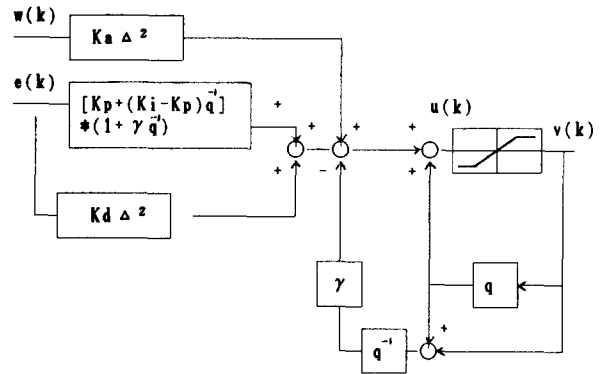 w(k)
Ka Δ²
e(k)
[Kp+(Ki-Kp)q⁻¹]
*(1+γq⁻¹)
+
+
+
+
-
+
+
u(k)
v(k)
Kd Δ²
γ
q
q⁻¹
+